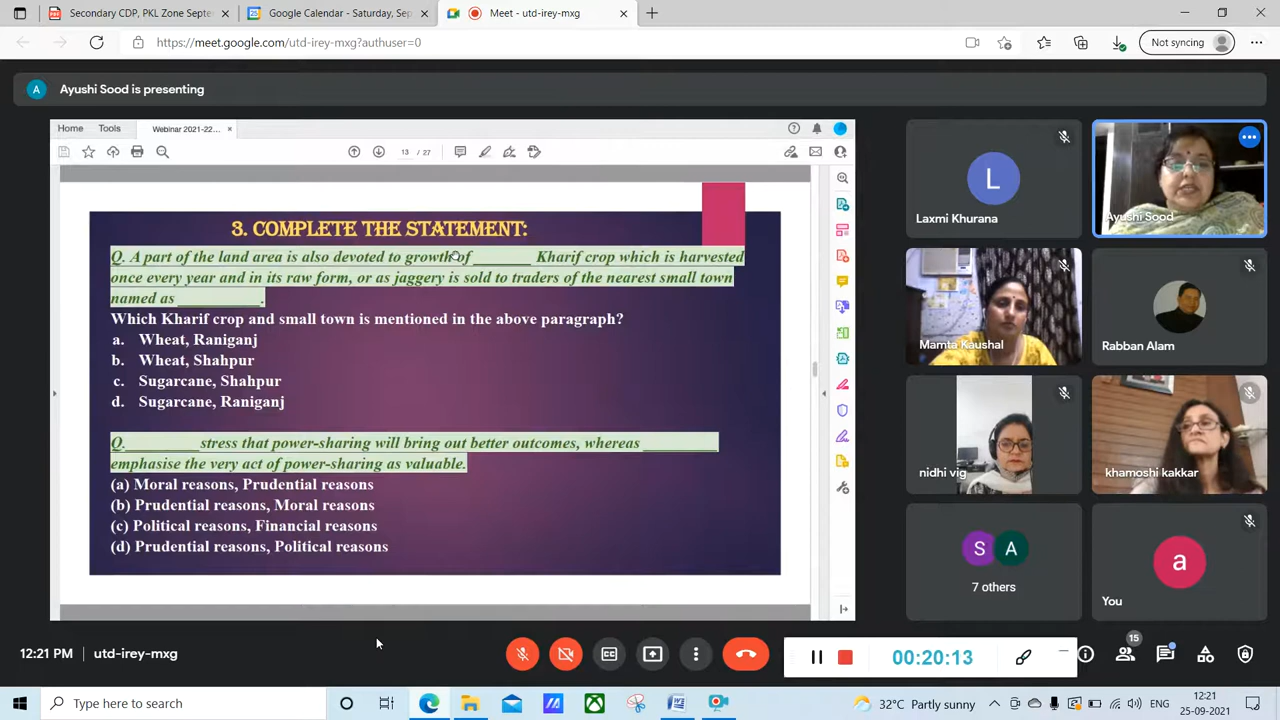 Secondary CDP, PKL Zone Septe
Google Calendar - Saturday, Sep
Meet - utd-irey-mxg
https://meet.google.com/utd-irey-mxg?authuser=0
Not syncing
A
Ayushi Sood is presenting
Home
Tools
Webinar 2021-22...
13 / 27
3. COMPLETE THE STATEMENT:
Q. A part of the land area is also devoted to growth of _______ Kharif crop which is harvested
once every year and in its raw form, or as jaggery is sold to traders of the nearest small town
named as __________.
Which Kharif crop and small town is mentioned in the above paragraph?
a. Wheat, Raniganj
b. Wheat, Shahpur
c. Sugarcane, Shahpur
d. Sugarcane, Raniganj
Q.________ stress that power-sharing will bring out better outcomes, whereas _________
emphasise the very act of power-sharing as valuable.
(a) Moral reasons, Prudential reasons
(b) Prudential reasons, Moral reasons
(c) Political reasons, Financial reasons
(d) Prudential reasons, Political reasons
L
Laxmi Khurana
Ayushi Sood
Mamta Kaushal
Rabban Alam
nidhi vig
khamoshi kakkar
S
A
7 others
a
You
12:21 PM
utd-irey-mxg
CC
00:20:13
15
Type here to search
32°C Partly sunny
ENG
12:21
25-09-2021